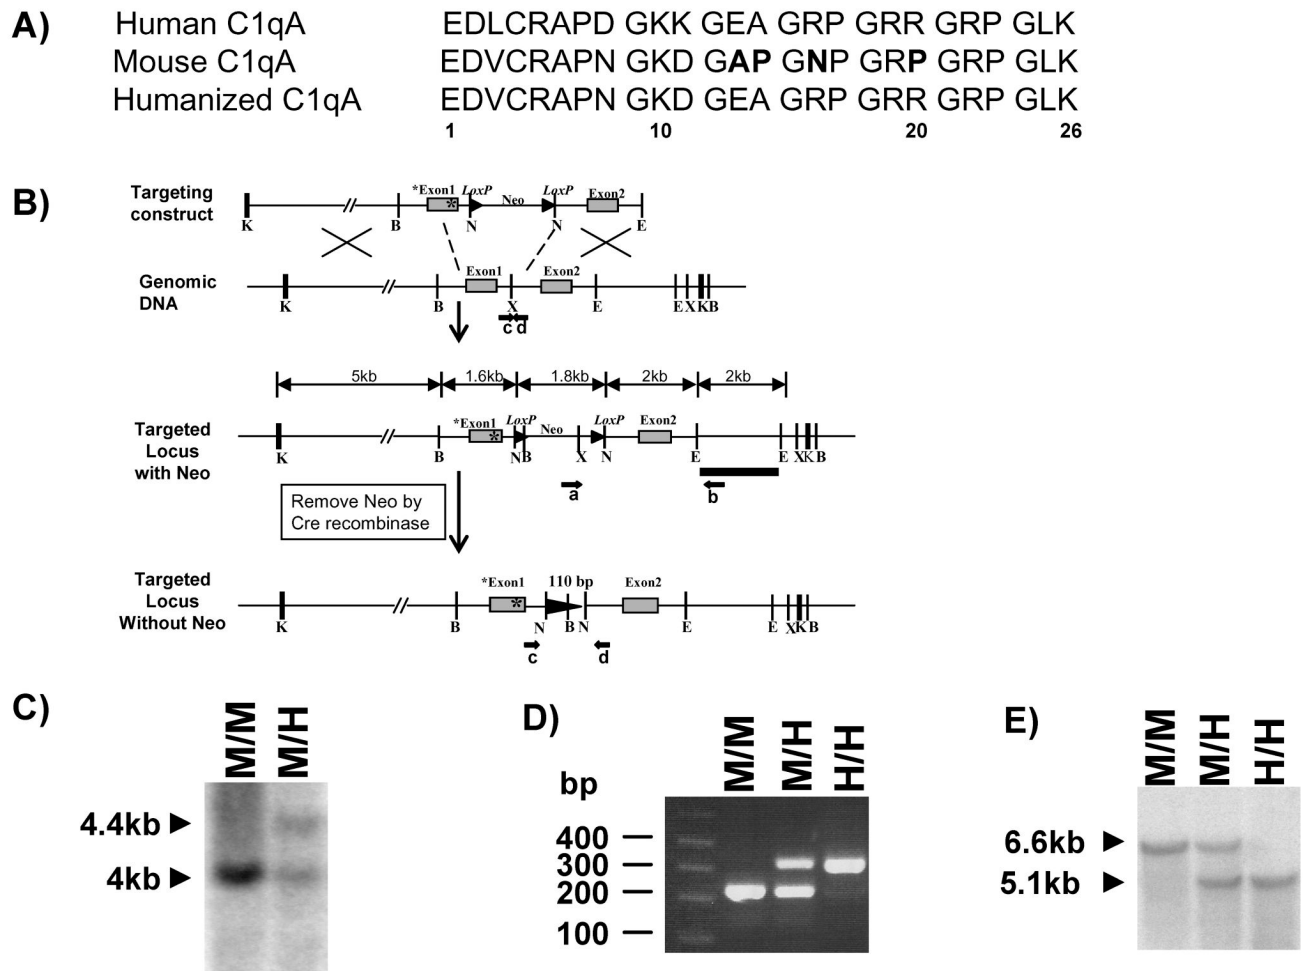 A)
Human C1qA EDLCRAPD GKK GEA GRP GRR GRP GLK
Mouse C1qA EDVCRAPN GKD GAP GNP GRP GRP GLK
Humanized C1qA EDVCRAPN GKD GEA GRP GRR GRP GLK
1 10 20 26
B)
Targeting construct
*Exon1 LoxP Neo LoxP Exon2
*
K B N N E
Genomic DNA
Exon1 Exon2
K B X E E X K B
c d
5kb 1.6kb 1.8kb 2kb 2kb
Targeted Locus with Neo
*Exon1 LoxP Neo LoxP Exon2
*
K B N B X N E E X K B
a b
Remove Neo by
Cre recombinase
Targeted Locus Without Neo
*Exon1 110 bp Exon2
*
K B N B N E E X K B
c d
C)
M/M M/H
4.4kb
4kb
D)
M/M M/H H/H
bp
400
300
200
100
E)
M/M M/H H/H
6.6kb
5.1kb